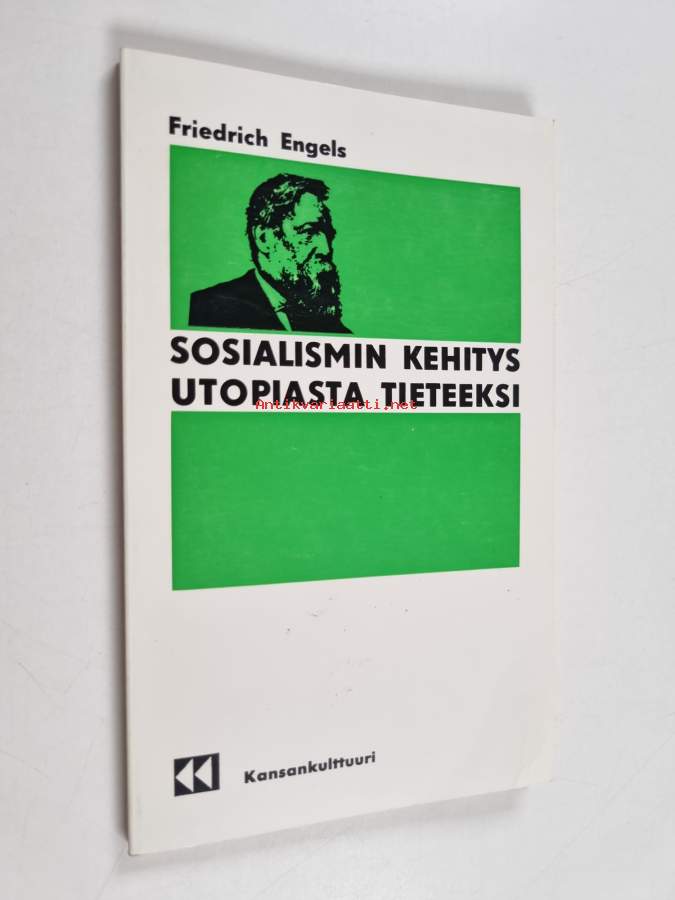 Friedrich Engels
SOSIALISMIN KEHITYS
UTOPIASTA TIETEEKSI
Antikvariaatti.net
Kansankulttuuri